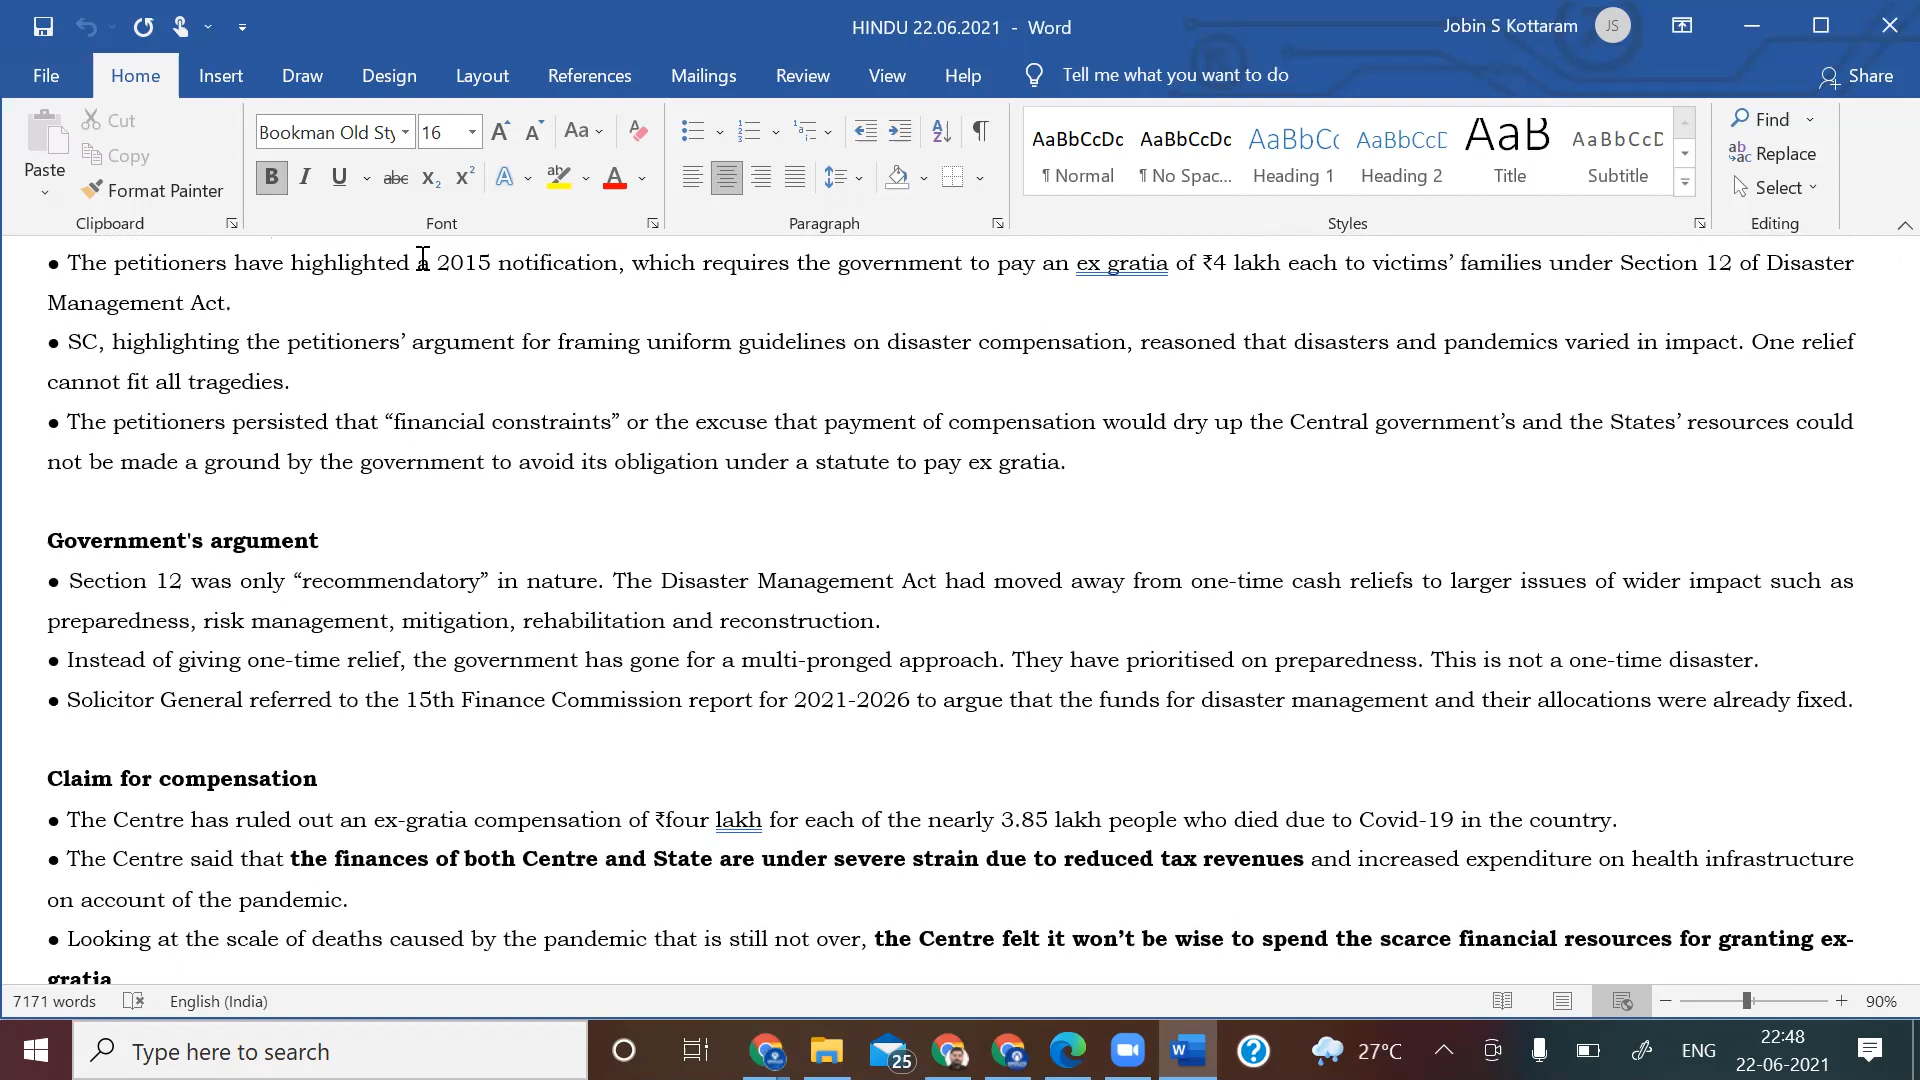 HINDU 22.06.2021 - Word
Jobin S Kottaram
JS
File Home Insert Draw Design Layout References Mailings Review View Help Tell me what you want to do Share
Paste
Cut
Copy
Format Painter
Clipboard
Bookman Old Sty 16
Font
Paragraph
AaBbCcDc AaBbCcDc AaBbCc AaBbCcD AaB AaBbCcD
¶ Normal ¶ No Spac... Heading 1 Heading 2 Title Subtitle
Styles
Find
Replace
Select
Editing
● The petitioners have highlighted a 2015 notification, which requires the government to pay an ex gratia of ₹4 lakh each to victims’ families under Section 12 of Disaster
Management Act.
● SC, highlighting the petitioners’ argument for framing uniform guidelines on disaster compensation, reasoned that disasters and pandemics varied in impact. One relief
cannot fit all tragedies.
● The petitioners persisted that “financial constraints” or the excuse that payment of compensation would dry up the Central government’s and the States’ resources could
not be made a ground by the government to avoid its obligation under a statute to pay ex gratia.
Government's argument
● Section 12 was only “recommendatory” in nature. The Disaster Management Act had moved away from one-time cash reliefs to larger issues of wider impact such as
preparedness, risk management, mitigation, rehabilitation and reconstruction.
● Instead of giving one-time relief, the government has gone for a multi-pronged approach. They have prioritised on preparedness. This is not a one-time disaster.
● Solicitor General referred to the 15th Finance Commission report for 2021-2026 to argue that the funds for disaster management and their allocations were already fixed.
Claim for compensation
● The Centre has ruled out an ex-gratia compensation of ₹four lakh for each of the nearly 3.85 lakh people who died due to Covid-19 in the country.
● The Centre said that the finances of both Centre and State are under severe strain due to reduced tax revenues and increased expenditure on health infrastructure
on account of the pandemic.
● Looking at the scale of deaths caused by the pandemic that is still not over, the Centre felt it won’t be wise to spend the scarce financial resources for granting ex-
gratia
7171 words English (India) 90%
Type here to search
25
27°C
ENG
22:48
22-06-2021